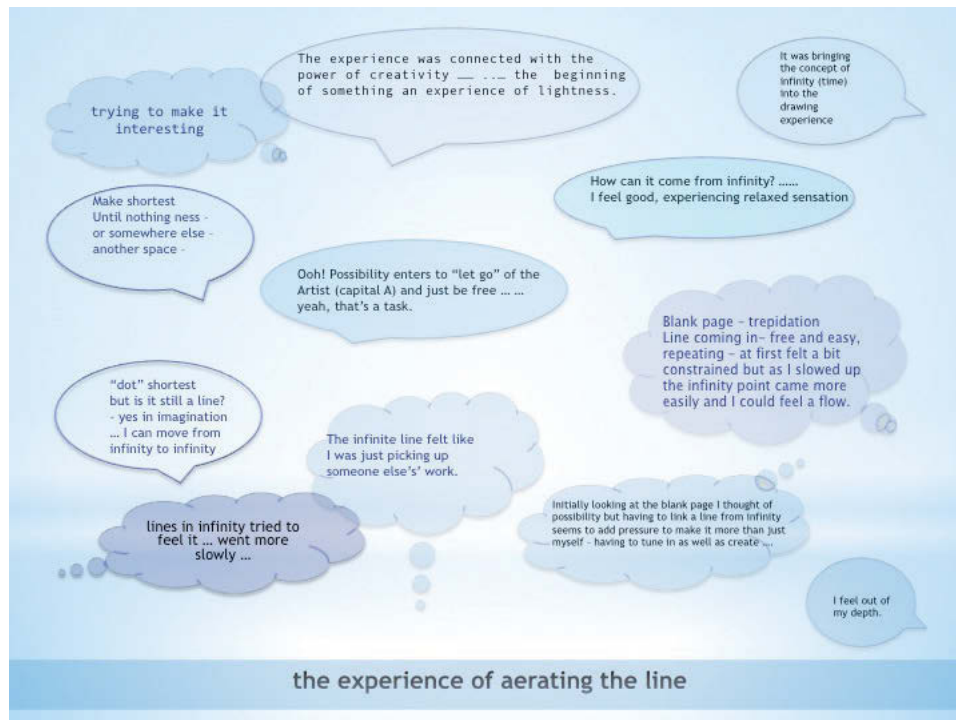 The experience was connected with the
power of creativity …… ..… the beginning
of something an experience of lightness.
It was bringing
the concept of
infinity (time)
into the
drawing
experience
trying to make it
interesting
How can it come from infinity? ……
I feel good, experiencing relaxed sensation
Make shortest
Until nothing ness -
or somewhere else -
another space -
Ooh! Possibility enters to “let go” of the
Artist (capital A) and just be free … …
yeah, that’s a task.
Blank page – trepidation
Line coming in– free and easy,
repeating – at first felt a bit
constrained but as I slowed up
the infinity point came more
easily and I could feel a flow.
“dot” shortest
but is it still a line?
- yes in imagination
… I can move from
infinity to infinity
The infinite line felt like
I was just picking up
someone else’s’ work.
Initially looking at the blank page I thought of
possibility but having to link a line from infinity
seems to add pressure to make it more than just
myself - having to tune in as well as create ….
lines in infinity tried to
feel it … went more
slowly …
I feel out of
my depth.
the experience of aerating the line